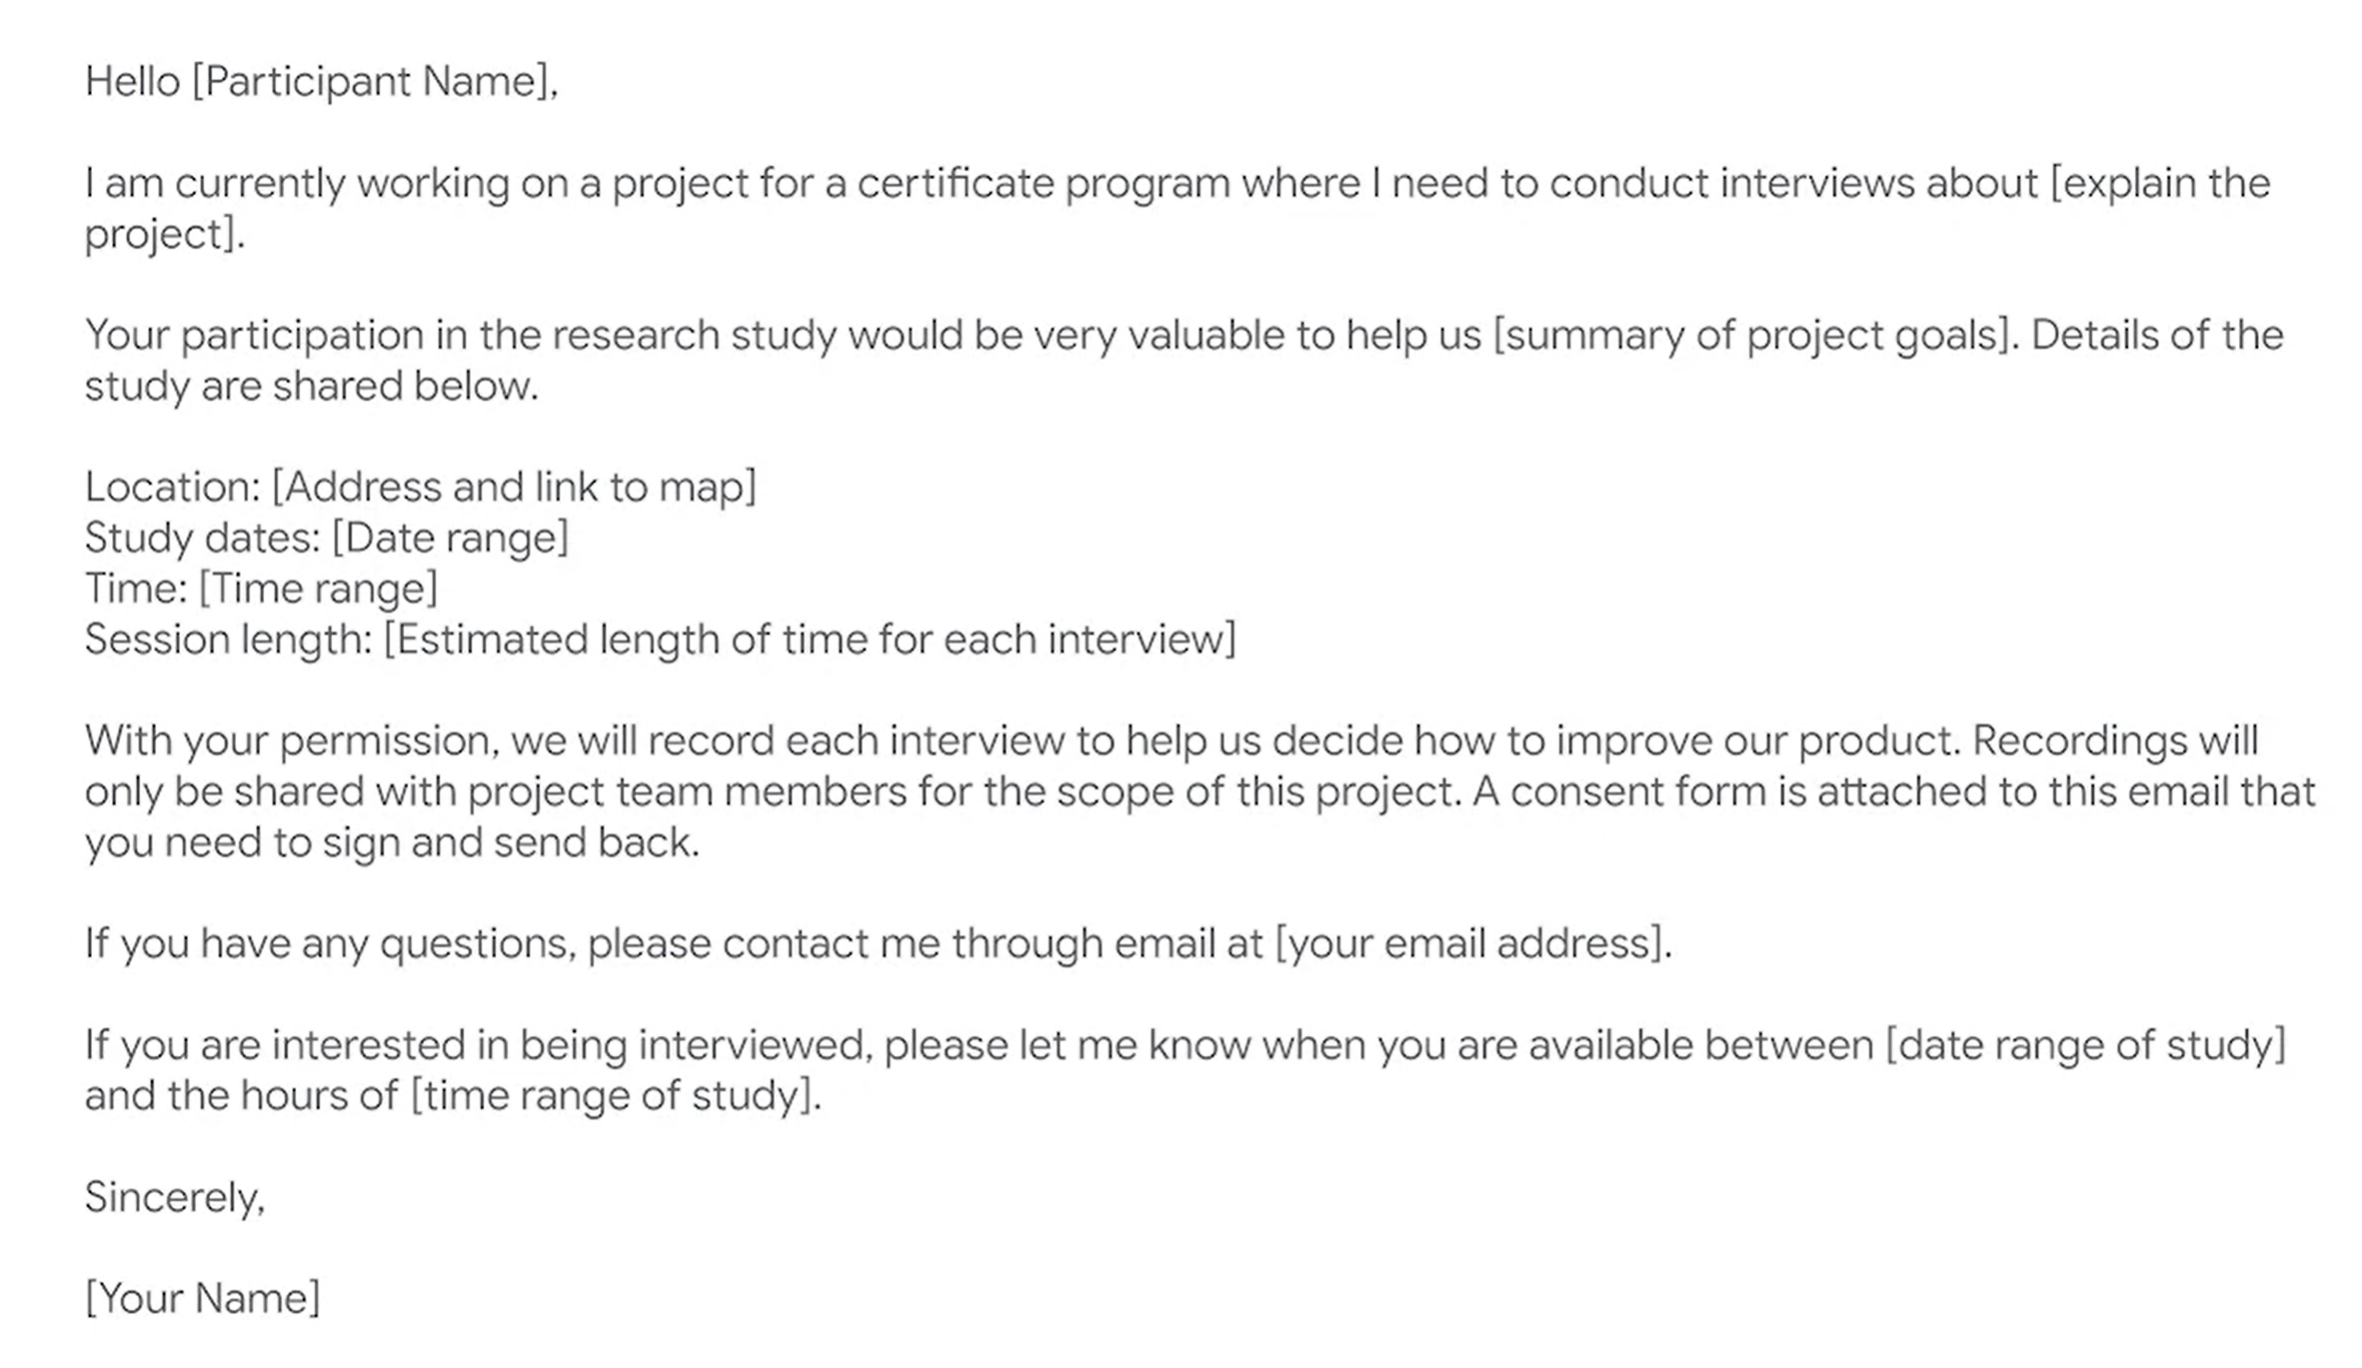 Hello [Participant Name],
I am currently working on a project for a certificate program where I need to conduct interviews about [explain the
project].
Your participation in the research study would be very valuable to help us [summary of project goals]. Details of the
study are shared below.
Location: [Address and link to map]
Study dates: [Date range]
Time: [Time range]
Session length: [Estimated length of time for each interview]
With your permission, we will record each interview to help us decide how to improve our product. Recordings will
only be shared with project team members for the scope of this project. A consent form is attached to this email that
you need to sign and send back.
If you have any questions, please contact me through email at [your email address].
If you are interested in being interviewed, please let me know when you are available between [date range of study]
and the hours of [time range of study].
Sincerely,
[Your Name]